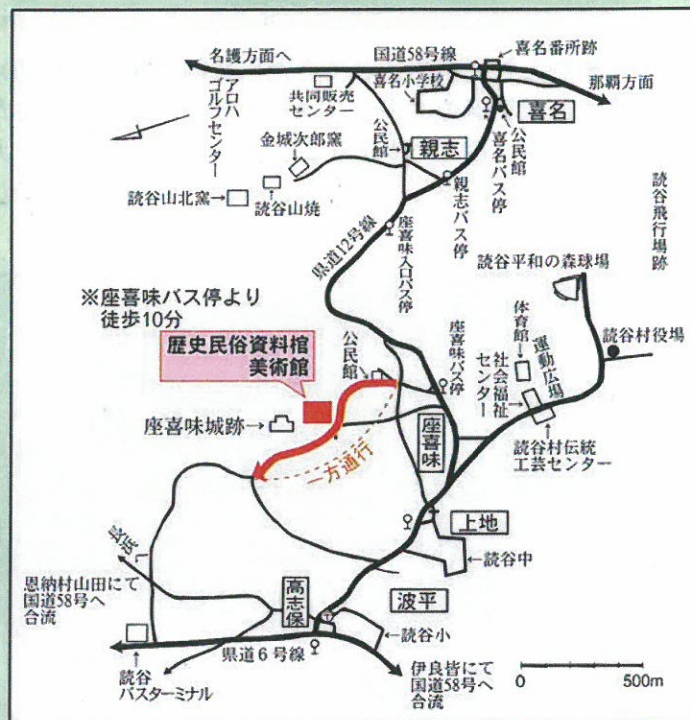 名護方面へ
国道58号線
喜名番所跡
那覇方面
アロハ
ゴルフセンター
共同販売
センター
喜名小学校
喜名
公民館
喜名バス停
公民館
親志
金城次郎窯
読谷山北窯→
読谷山焼
親志バス停
読谷飛行場跡
県道12号線
座喜味入口バス停
読谷平和の森球場
※座喜味バス停より
徒歩10分
歴史民俗資料館
美術館
公民館
座喜味バス停
体育館
運動広場
社会福祉
センター
読谷村役場
座喜味城跡→
座喜味
一方通行
読谷村伝統
工芸センター
上地
←読谷中
長浜へ
恩納村山田にて
国道58号へ
合流
高志保
波平
←読谷小
県道6号線
読谷
バスターミナル
伊良皆にて
国道58号へ
合流
0 500m